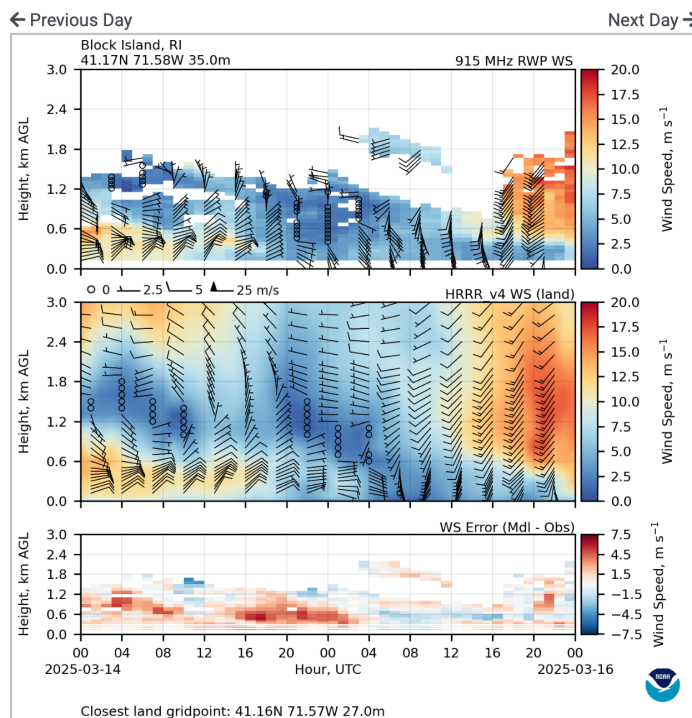 ← Previous Day Next Day →
Block Island, RI
41.17N 71.58W 35.0m 915 MHz RWP WS
3.0 20.0
17.5
2.4 15.0
1.8 12.5
10.0
1.2 7.5
0.6 5.0
2.5
0.0 0.0
Height, km AGL
Wind Speed, m s⁻¹
0 2.5 5 25 m/s HRRR_v4 WS (land)
3.0 20.0
17.5
2.4 15.0
1.8 12.5
10.0
1.2 7.5
0.6 5.0
2.5
0.0 0.0
Height, km AGL
Wind Speed, m s⁻¹
WS Error (Mdl - Obs)
3.0 7.5
2.4 4.5
1.8 1.5
1.2 −1.5
0.6 −4.5
0.0 −7.5
Height, km AGL
Wind Speed, m s⁻¹
00 04 08 12 16 20 00 04 08 12 16 20 00
2025-03-14 Hour, UTC 2025-03-16
NOAA
Closest land gridpoint: 41.16N 71.57W 27.0m